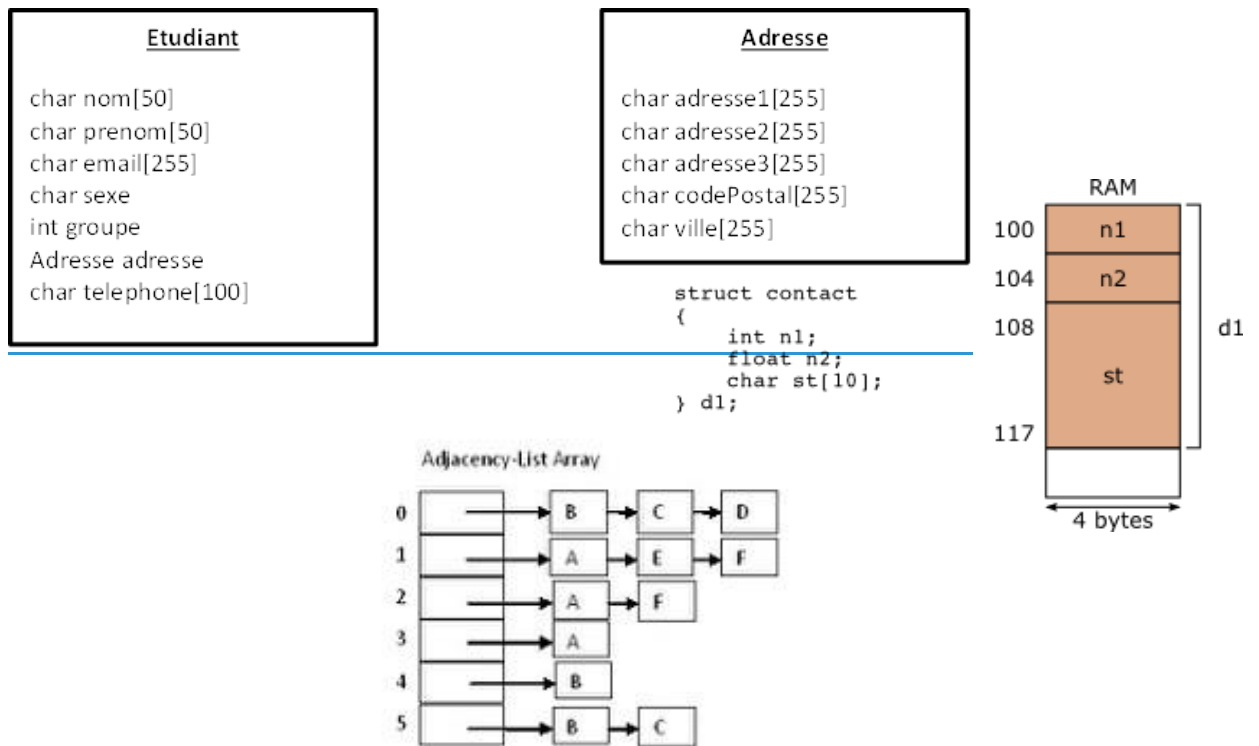 Etudiant
char nom[50]
char prenom[50]
char email[255]
char sexe
int groupe
Adresse adresse
char telephone[100]
Adresse
char adresse1[255]
char adresse2[255]
char adresse3[255]
char codePostal[255]
char ville[255]
struct contact
{
int n1;
float n2;
char st[10];
} d1;
RAM
100 n1
104 n2
108
st
117
d1
4 bytes
Adjacency-List Array
0 B C D
1 A E F
2 A F
3 A
4 B
5 B C